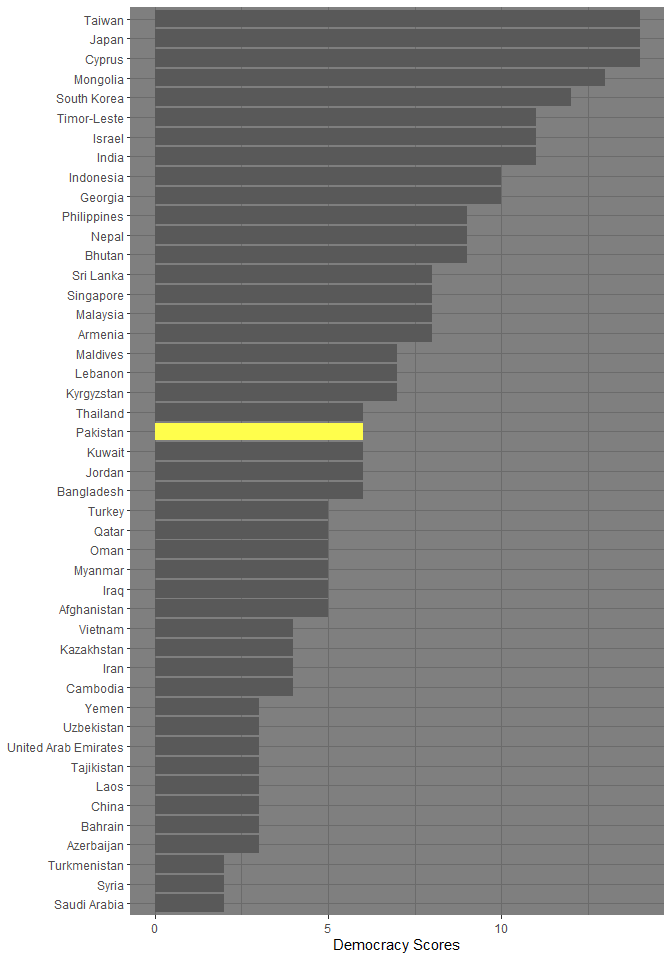 Taiwan
Japan
Cyprus
Mongolia
South Korea
Timor-Leste
Israel
India
Indonesia
Georgia
Philippines
Nepal
Bhutan
Sri Lanka
Singapore
Malaysia
Armenia
Maldives
Lebanon
Kyrgyzstan
Thailand
Pakistan
Kuwait
Jordan
Bangladesh
Turkey
Qatar
Oman
Myanmar
Iraq
Afghanistan
Vietnam
Kazakhstan
Iran
Cambodia
Yemen
Uzbekistan
United Arab Emirates
Tajikistan
Laos
China
Bahrain
Azerbaijan
Turkmenistan
Syria
Saudi Arabia
0 5 10
Democracy Scores